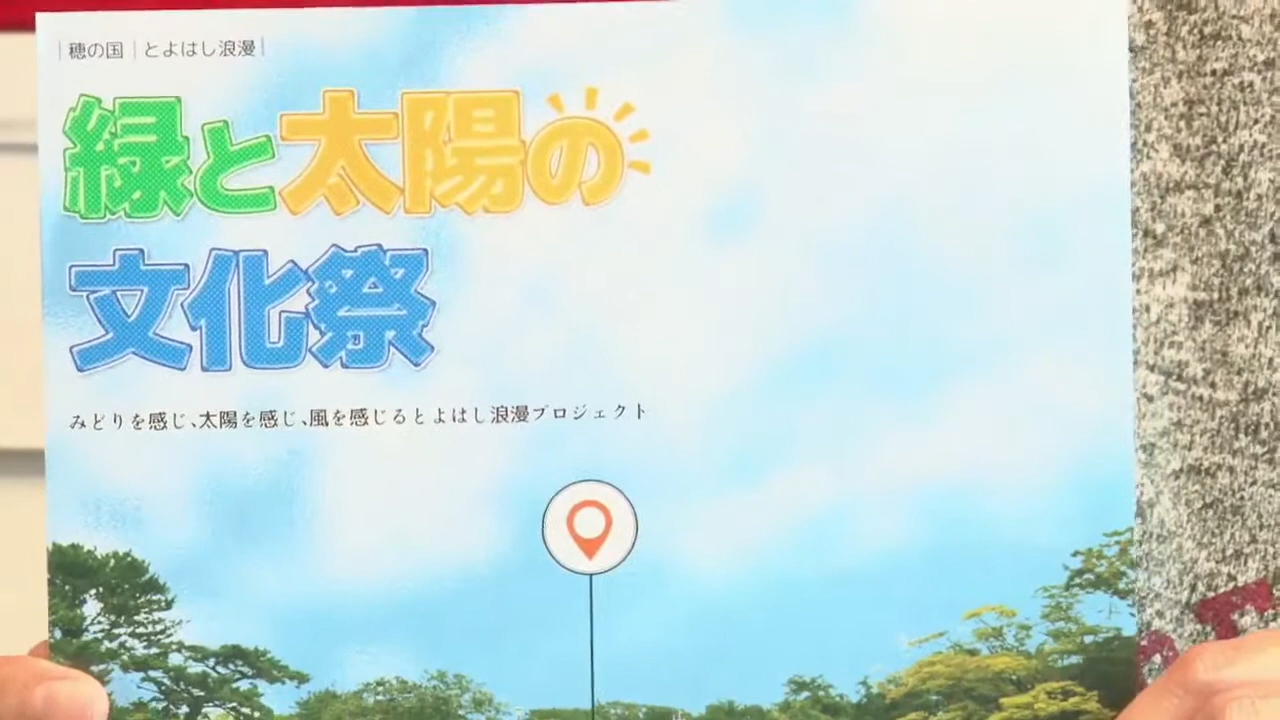 |穂の国|とよはし浪漫|
緑と太陽の
文化祭
みどりを感じ、太陽を感じ、風を感じるとよはし浪漫プロジェクト